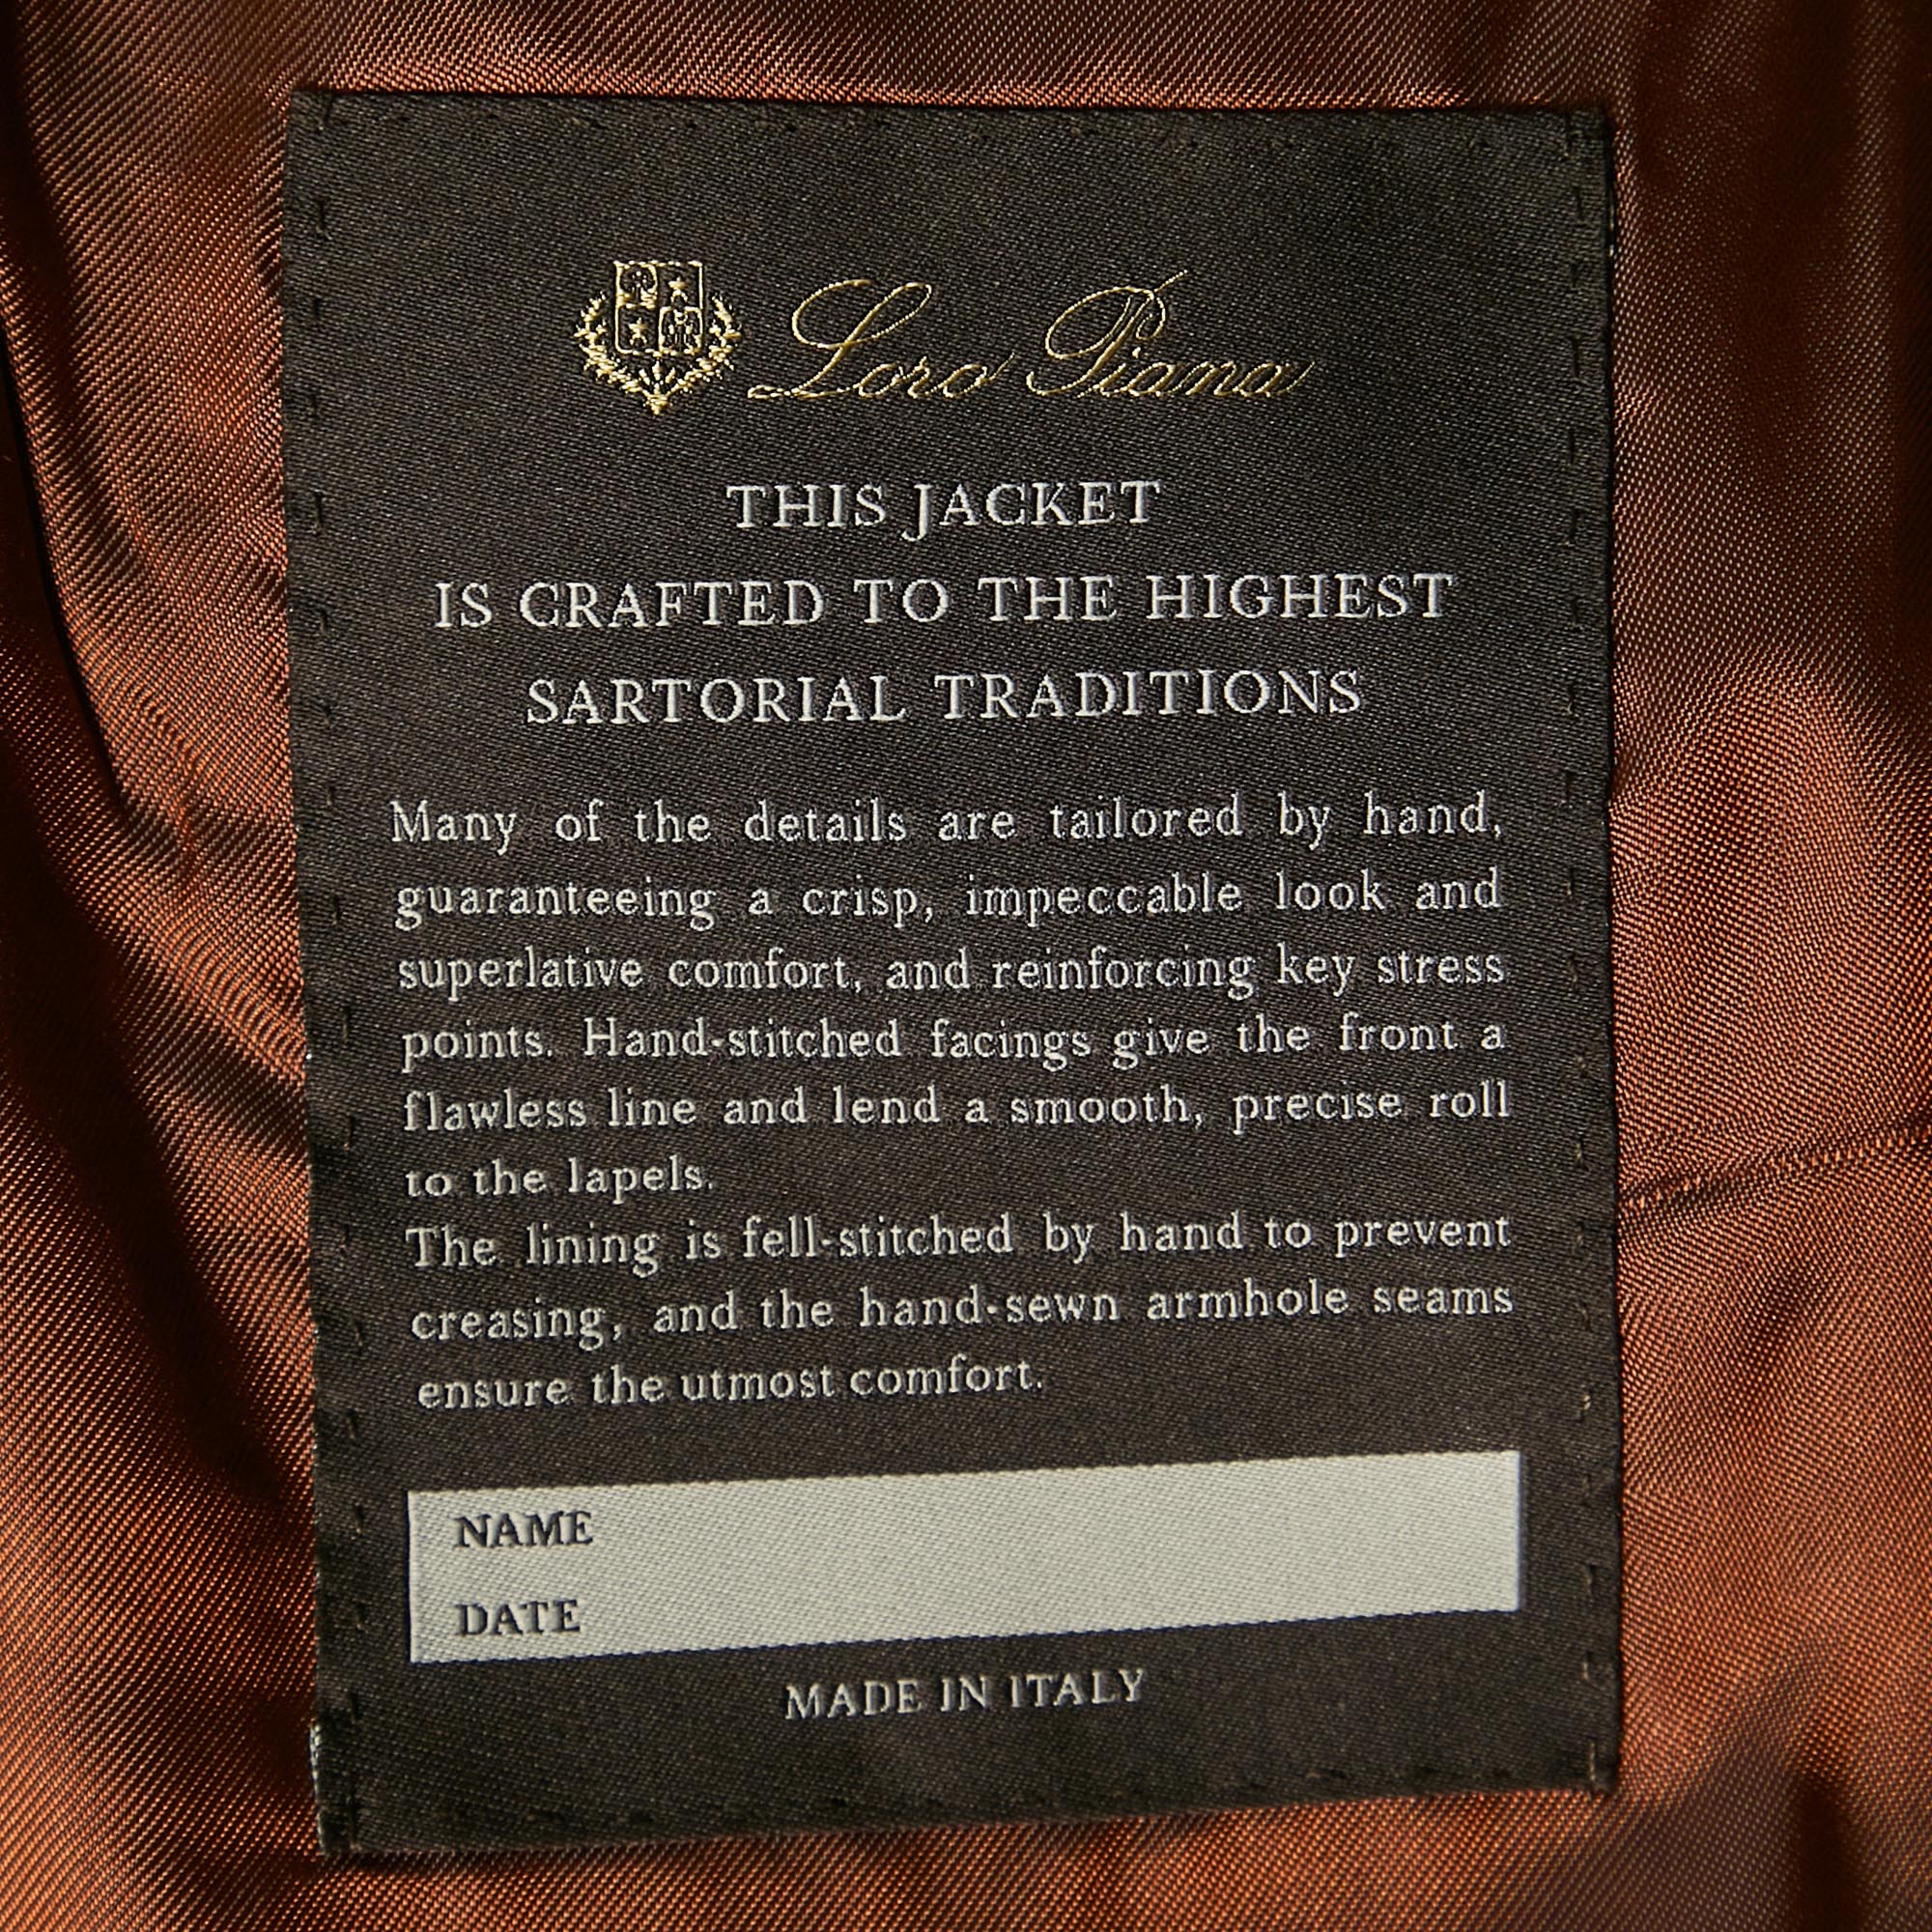 Loro Piana
THIS JACKET
IS CRAFTED TO THE HIGHEST
SARTORIAL TRADITIONS
Many of the details are tailored by hand,
guaranteeing a crisp, impeccable look and
superlative comfort, and reinforcing key stress
points. Hand-stitched facings give the front a
flawless line and lend a smooth, precise roll
to the lapels.
The lining is fell-stitched by hand to prevent
creasing, and the hand-sewn armhole seams
ensure the utmost comfort.
NAME
DATE
MADE IN ITALY